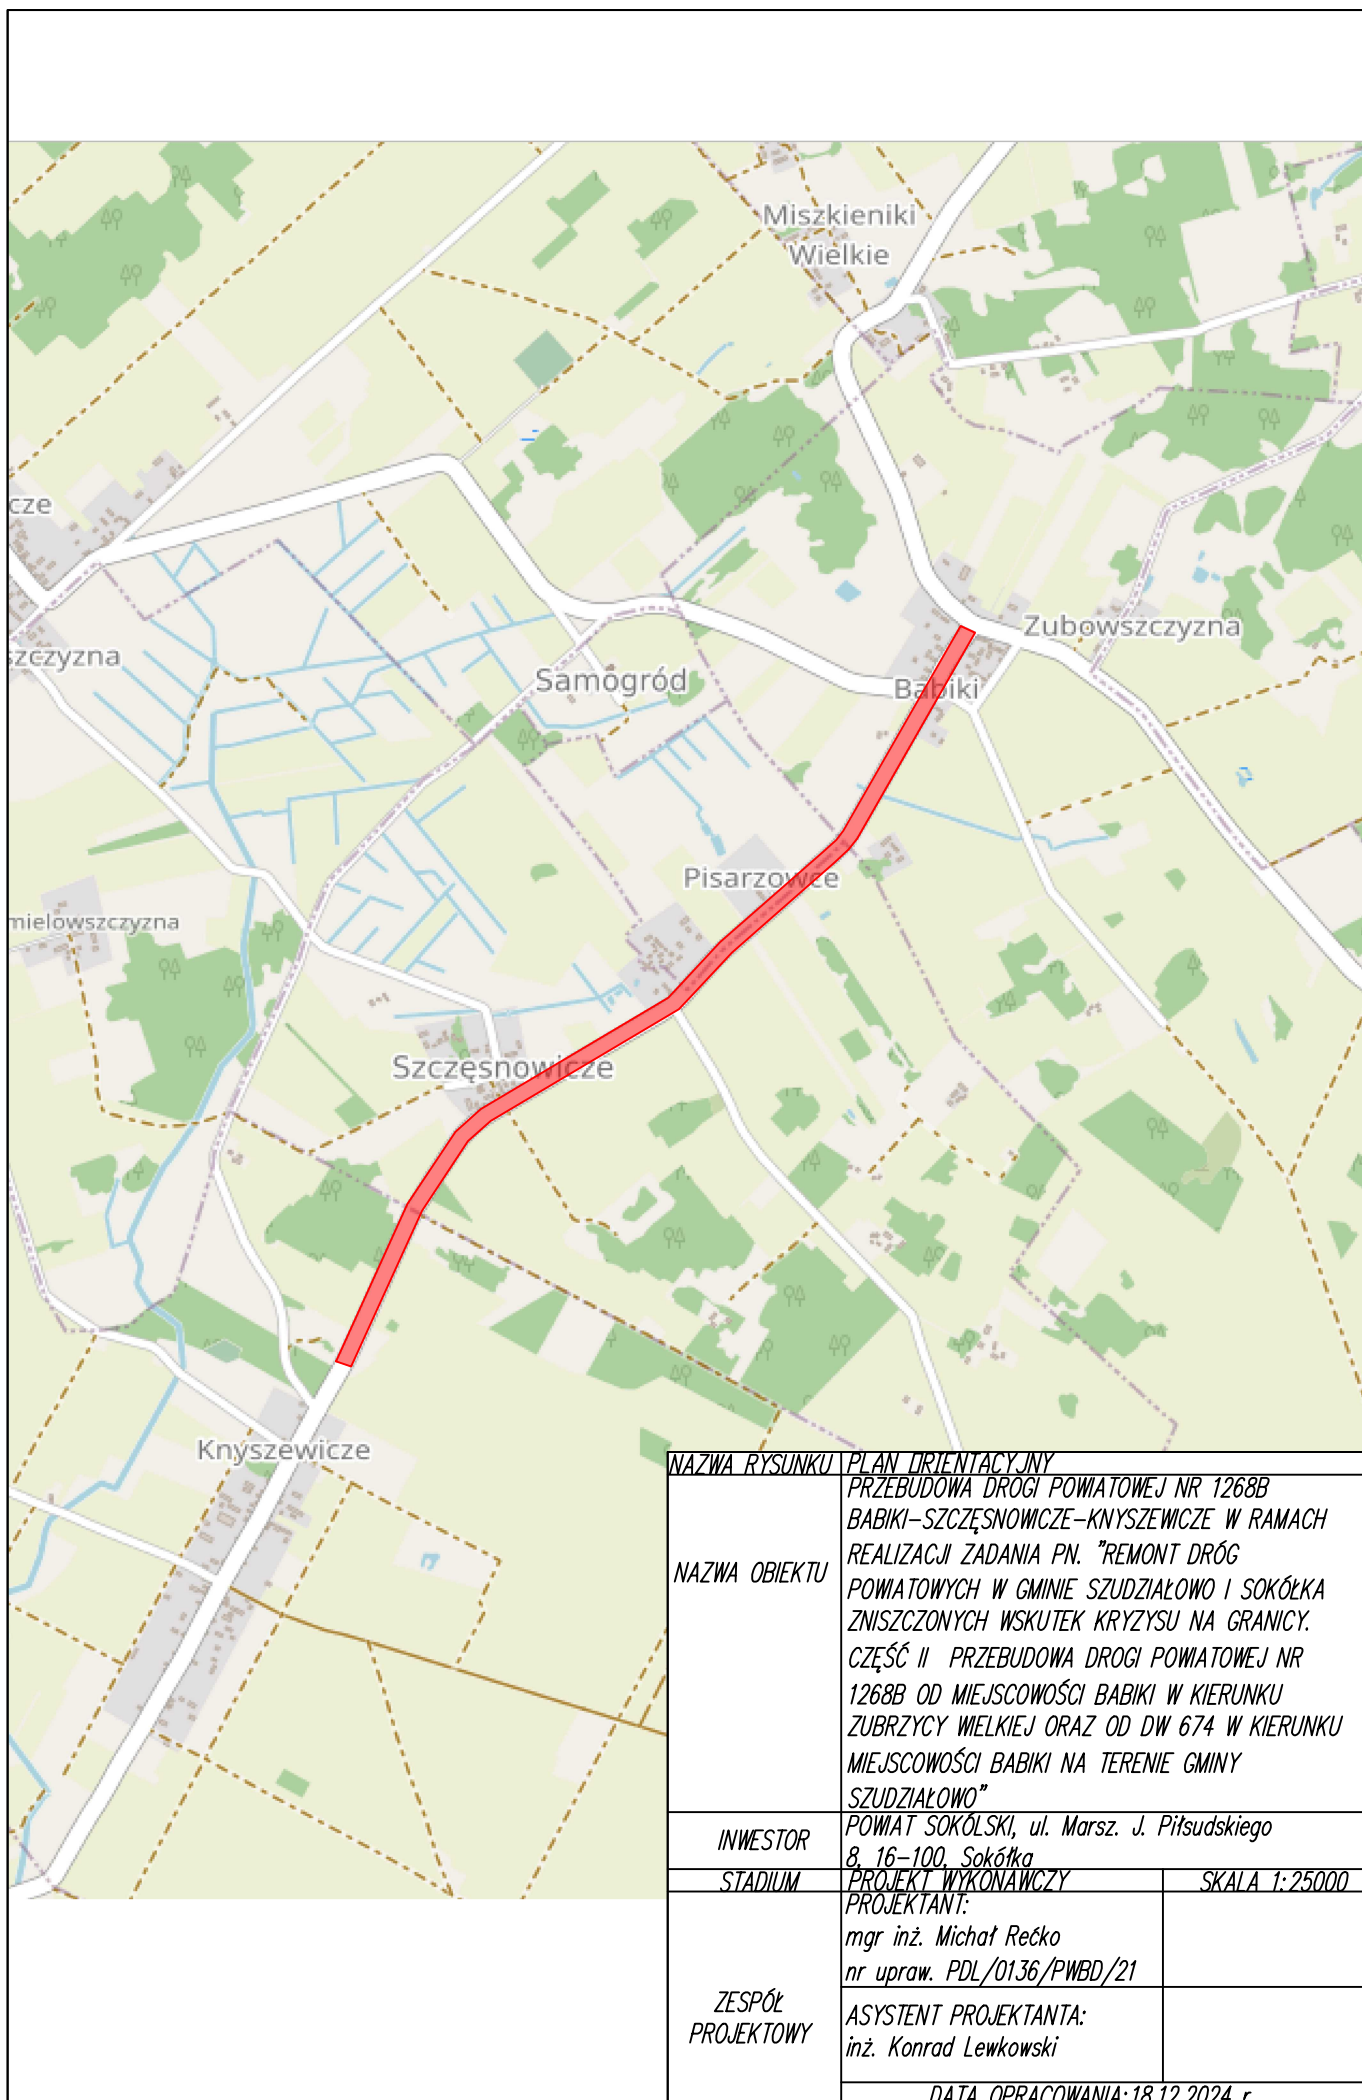 Miszkieniki
Wielkie
cze
Zubowszczyzna
szczyzna
Samogród
Babiki
Pisarzowce
mielowszczyzna
Szczęsnowicze
Knyszewicze
NAZWA RYSUNKU
PLAN ORIENTACYJNY
NAZWA OBIEKTU
PRZEBUDOWA DROGI POWIATOWEJ NR 1268B
BABIKI-SZCZĘSNOWICZE-KNYSZEWICZE W RAMACH
REALIZACJI ZADANIA PN. "REMONT DRÓG
POWIATOWYCH W GMINIE SZUDZIAŁOWO I SOKÓŁKA
ZNISZCZONYCH WSKUTEK KRYZYSU NA GRANICY.
CZĘŚĆ II PRZEBUDOWA DROGI POWIATOWEJ NR
1268B OD MIEJSCOWOŚCI BABIKI W KIERUNKU
ZUBRZYCY WIELKIEJ ORAZ OD DW 674 W KIERUNKU
MIEJSCOWOŚCI BABIKI NA TERENIE GMINY
SZUDZIAŁOWO"
INWESTOR
POWIAT SOKÓLSKI, ul. Marsz. J. Piłsudskiego
8, 16-100, Sokółka
STADIUM
PROJEKT WYKONAWCZY
SKALA 1:25000
ZESPÓŁ
PROJEKTOWY
PROJEKTANT:
mgr inż. Michał Rećko
nr upraw. PDL/0136/PWBD/21
ASYSTENT PROJEKTANTA:
inż. Konrad Lewkowski
DATA OPRACOWANIA: 18.12.2024 r.